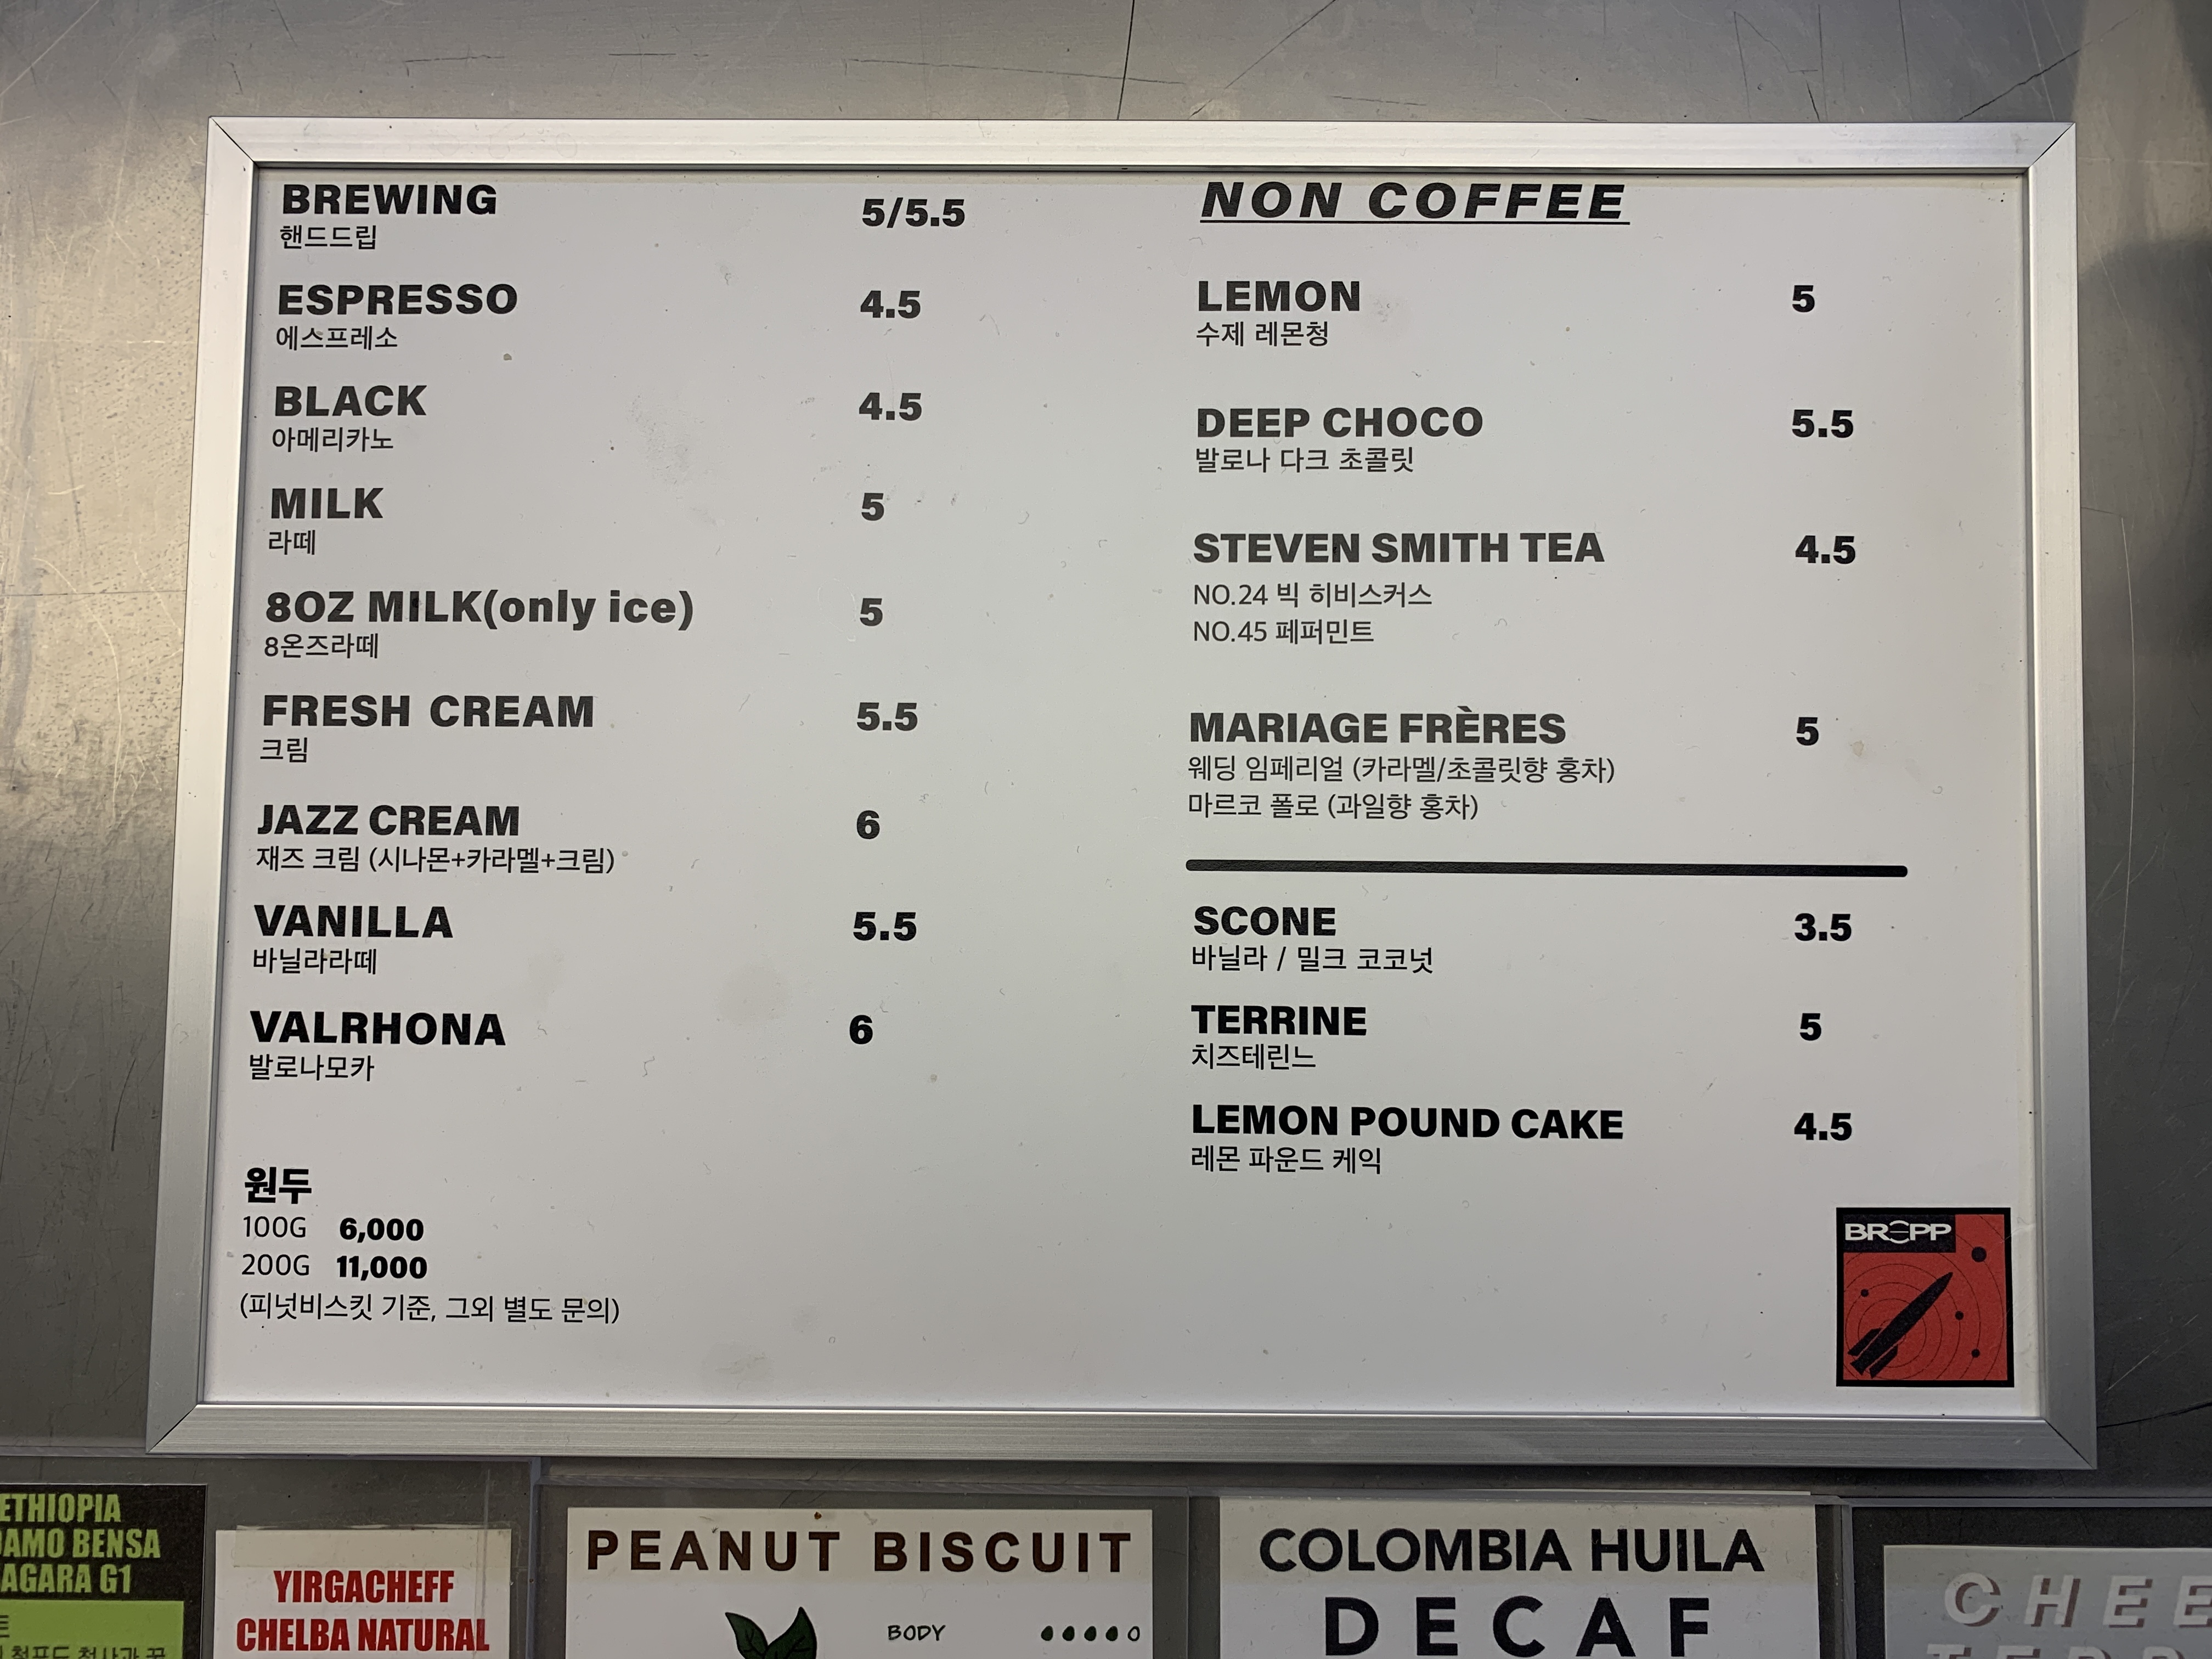 BREWING 5/5.5
핸드드립
ESPRESSO 4.5
에스프레소
BLACK 4.5
아메리카노
MILK 5
라떼
8OZ MILK(only ice) 5
8온즈라떼
FRESH CREAM 5.5
크림
JAZZ CREAM 6
재즈 크림 (시나몬+카라멜+크림)
VANILLA 5.5
바닐라라떼
VALRHONA 6
발로나모카
원두
100G 6,000
200G 11,000
(피넛비스킷 기준, 그외 별도 문의)
NON COFFEE
LEMON 5
수제 레몬청
DEEP CHOCO 5.5
발로나 다크 초콜릿
STEVEN SMITH TEA 4.5
NO.24 빅 히비스커스
NO.45 페퍼민트
MARIAGE FRÈRES 5
웨딩 임페리얼 (카라멜/초콜릿향 홍차)
마르코 폴로 (과일향 홍차)
SCONE 3.5
바닐라 / 밀크 코코넛
TERRINE 5
치즈테린느
LEMON POUND CAKE 4.5
레몬 파운드 케익
ETHIOPIA
BENSA
G1
YIRGACHEFF
CHELBA NATURAL
PEANUT BISCUIT
BODY
COLOMBIA HUILA
DECAF